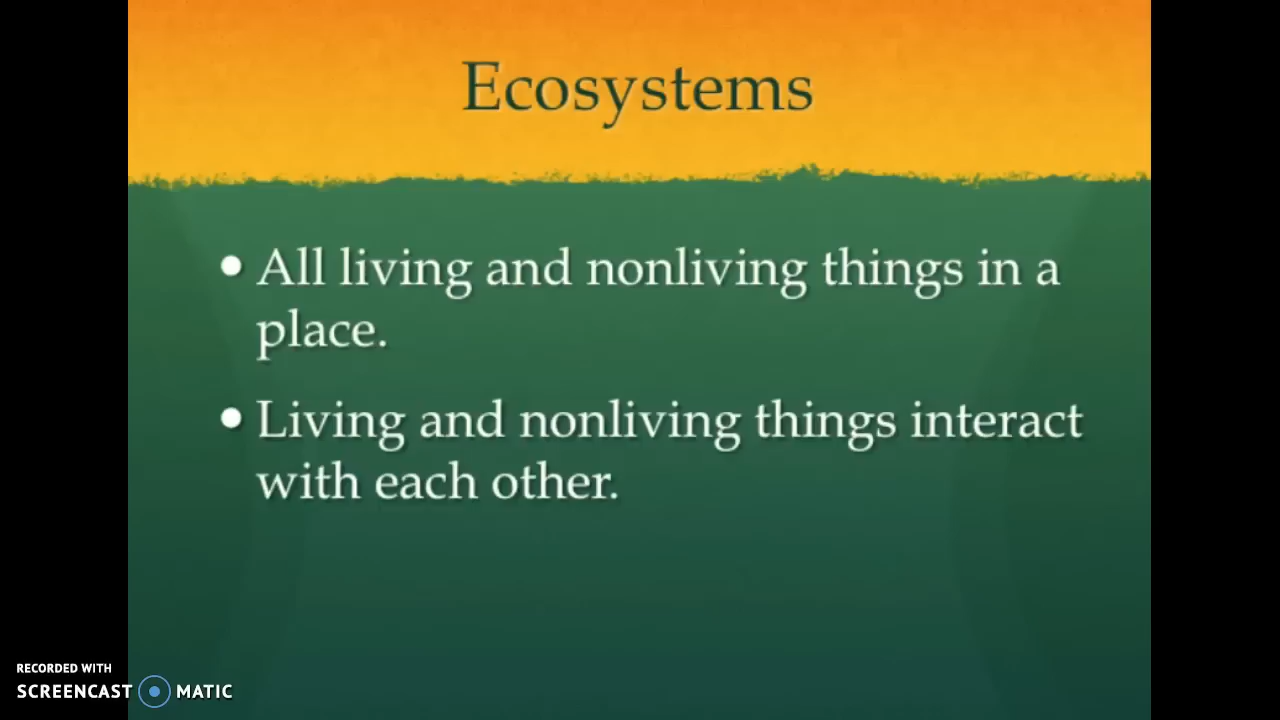 Ecosystems
• All living and nonliving things in a
place.
• Living and nonliving things interact
with each other.
RECORDED WITH
SCREENCAST MATIC